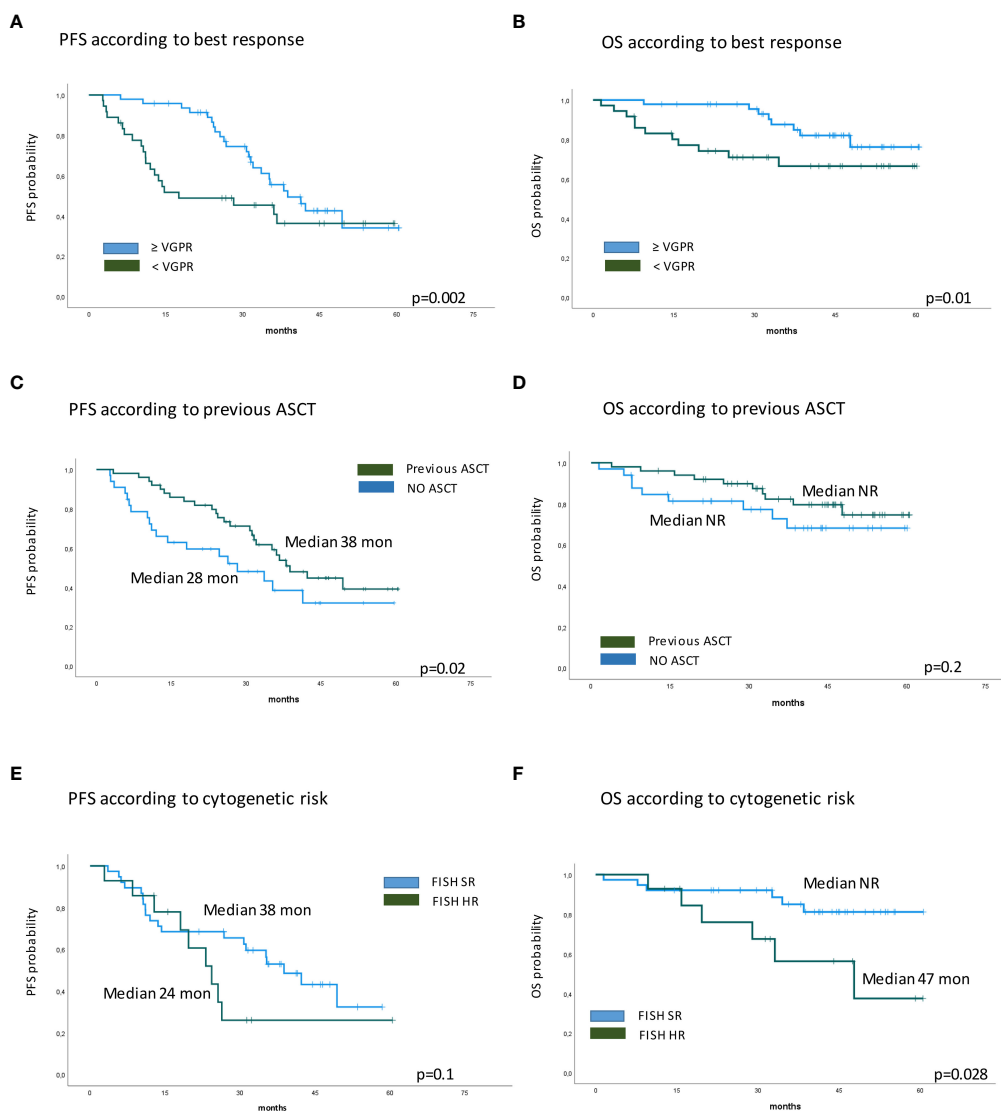 A
PFS according to best response
PFS probability
1,0
0,8
0,6
0,4
0,2
0,0
≥ VGPR
< VGPR
p=0.002
0 15 30 45 60 75
months
B
OS according to best response
OS probability
1,0
0,8
0,6
0,4
0,2
0,0
≥ VGPR
< VGPR
p=0.01
0 15 30 45 60 75
months
C
PFS according to previous ASCT
PFS probability
1,0
0,8
0,6
0,4
0,2
0,0
Previous ASCT
NO ASCT
Median 38 mon
Median 28 mon
p=0.02
0 15 30 45 60 75
months
D
OS according to previous ASCT
OS probability
1,0
0,8
0,6
0,4
0,2
0,0
Median NR
Median NR
Previous ASCT
NO ASCT
p=0.2
0 15 30 45 60 75
months
E
PFS according to cytogenetic risk
PFS probability
1,0
0,8
0,6
0,4
0,2
0,0
FISH SR
FISH HR
Median 38 mon
Median 24 mon
p=0.1
0 15 30 45 60 75
months
F
OS according to cytogenetic risk
OS probability
1,0
0,8
0,6
0,4
0,2
0,0
Median NR
Median 47 mon
FISH SR
FISH HR
p=0.028
0 15 30 45 60 75
months